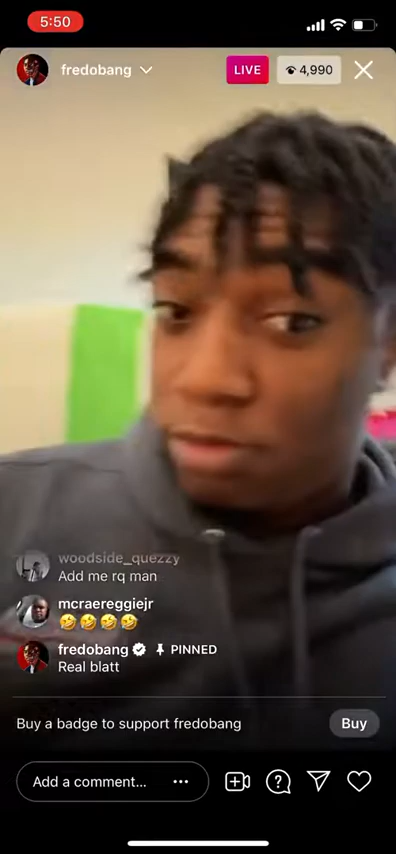 5:50
fredobang
LIVE
4,990
woodside_quezzy
Add me rq man
mcraereggiejr
🤣🤣🤣🤣
fredobang PINNED
Real blatt
Buy a badge to support fredobang
Buy
Add a comment...